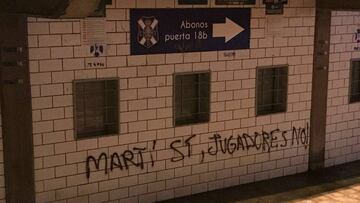 Abonos
puerta 18b
MARTÍ SÍ, JUGADORES NO!